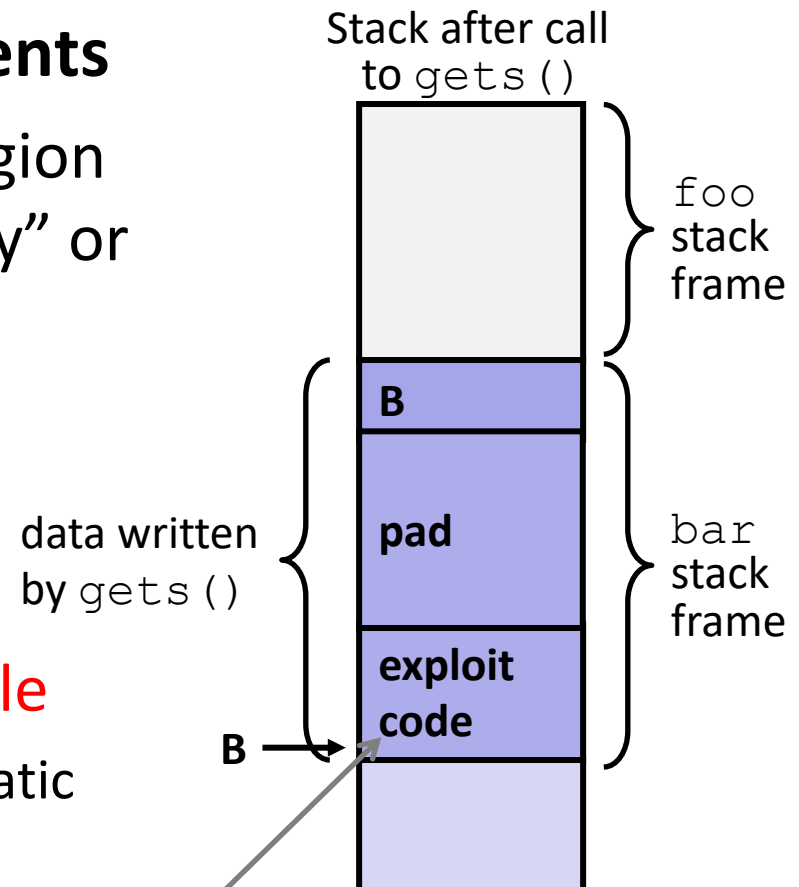 ents
gion
y” or
le
atic
Stack after call
to gets()
foo
stack
frame
B
pad
exploit
code
data written
by gets()
B
bar
stack
frame